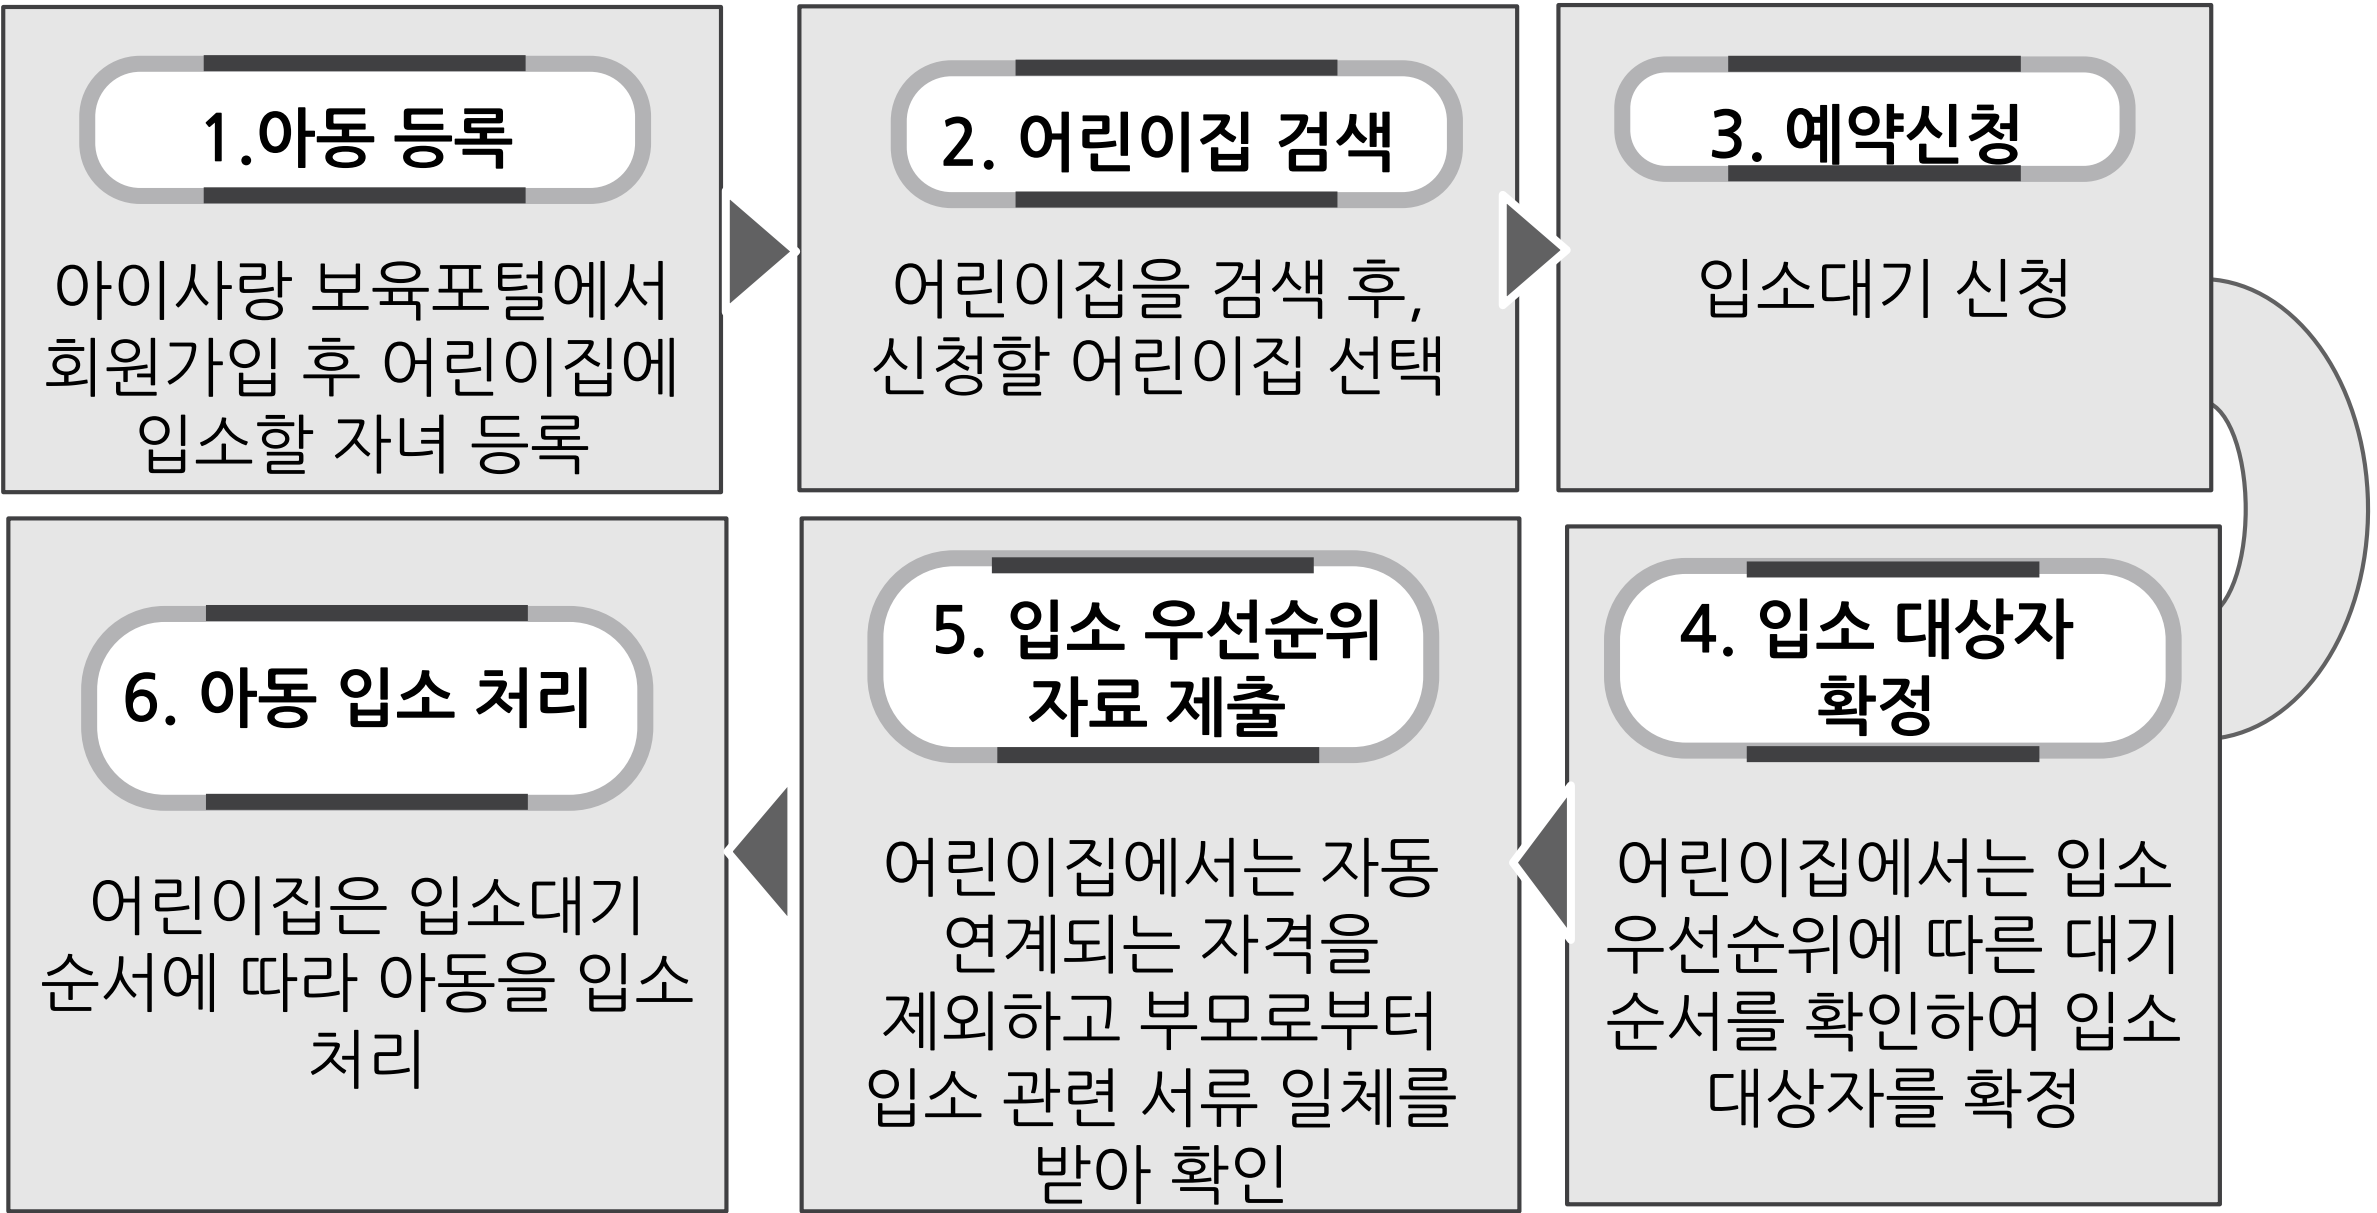 1.아동 등록
아이사랑 보육포털에서
회원가입 후 어린이집에
입소할 자녀 등록
2. 어린이집 검색
어린이집을 검색 후,
신청할 어린이집 선택
3. 예약신청
입소대기 신청
4. 입소 대상자
확정
어린이집에서는 입소
우선순위에 따른 대기
순서를 확인하여 입소
대상자를 확정
5. 입소 우선순위
자료 제출
어린이집에서는 자동
연계되는 자격을
제외하고 부모로부터
입소 관련 서류 일체를
받아 확인
6. 아동 입소 처리
어린이집은 입소대기
순서에 따라 아동을 입소
처리